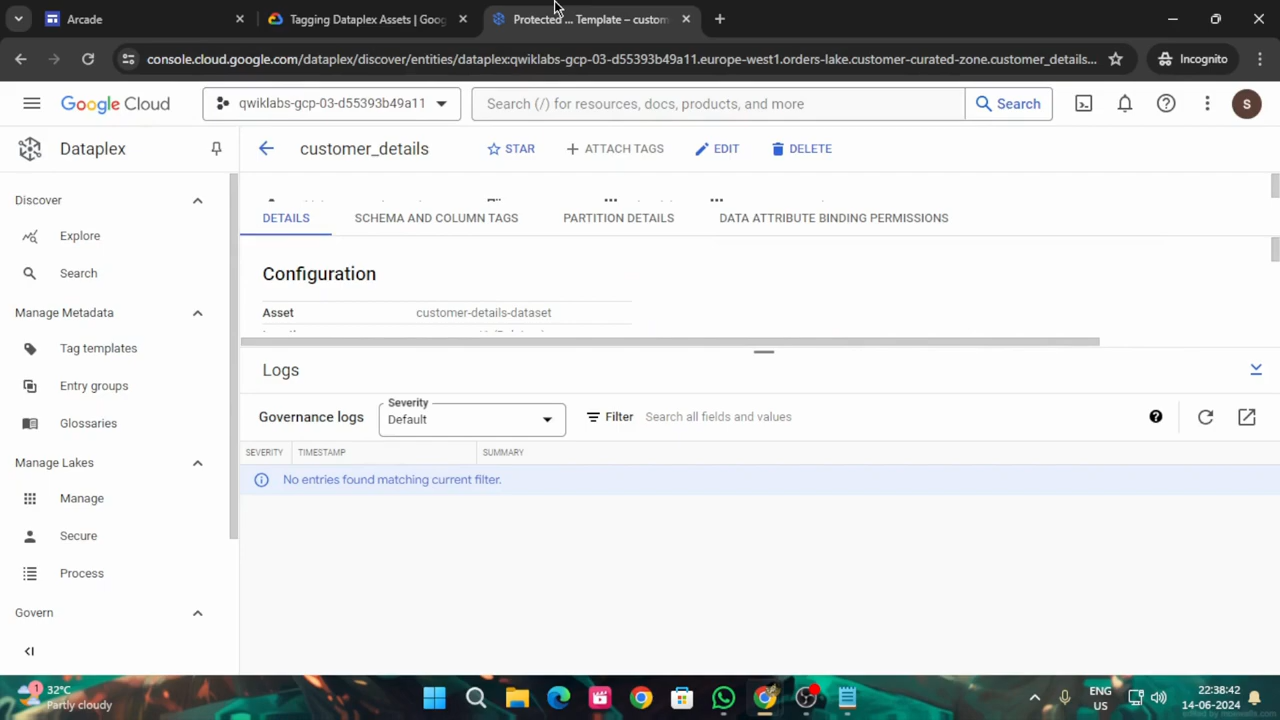 Arcade
Tagging Dataplex Assets | Goog
Protected ... Template – custom
console.cloud.google.com/dataplex/discover/entities/dataplex:qwiklabs-gcp-03-d55393b49a11.europe-west1.orders-lake.customer-curated-zone.customer_details...
Incognito
Google Cloud
qwiklabs-gcp-03-d55393b49a11
Search (/) for resources, docs, products, and more
Search
S
Dataplex
customer_details
STAR
ATTACH TAGS
EDIT
DELETE
Discover
Explore
Search
Manage Metadata
Tag templates
Entry groups
Glossaries
Manage Lakes
Manage
Secure
Process
Govern
DETAILS
SCHEMA AND COLUMN TAGS
PARTITION DETAILS
DATA ATTRIBUTE BINDING PERMISSIONS
Configuration
Asset customer-details-dataset
Logs
Governance logs
Severity
Default
Filter
Search all fields and values
SEVERITY TIMESTAMP SUMMARY
No entries found matching current filter.
1
32°C
Partly cloudy
ENG
US
22:38:42
14-06-2024